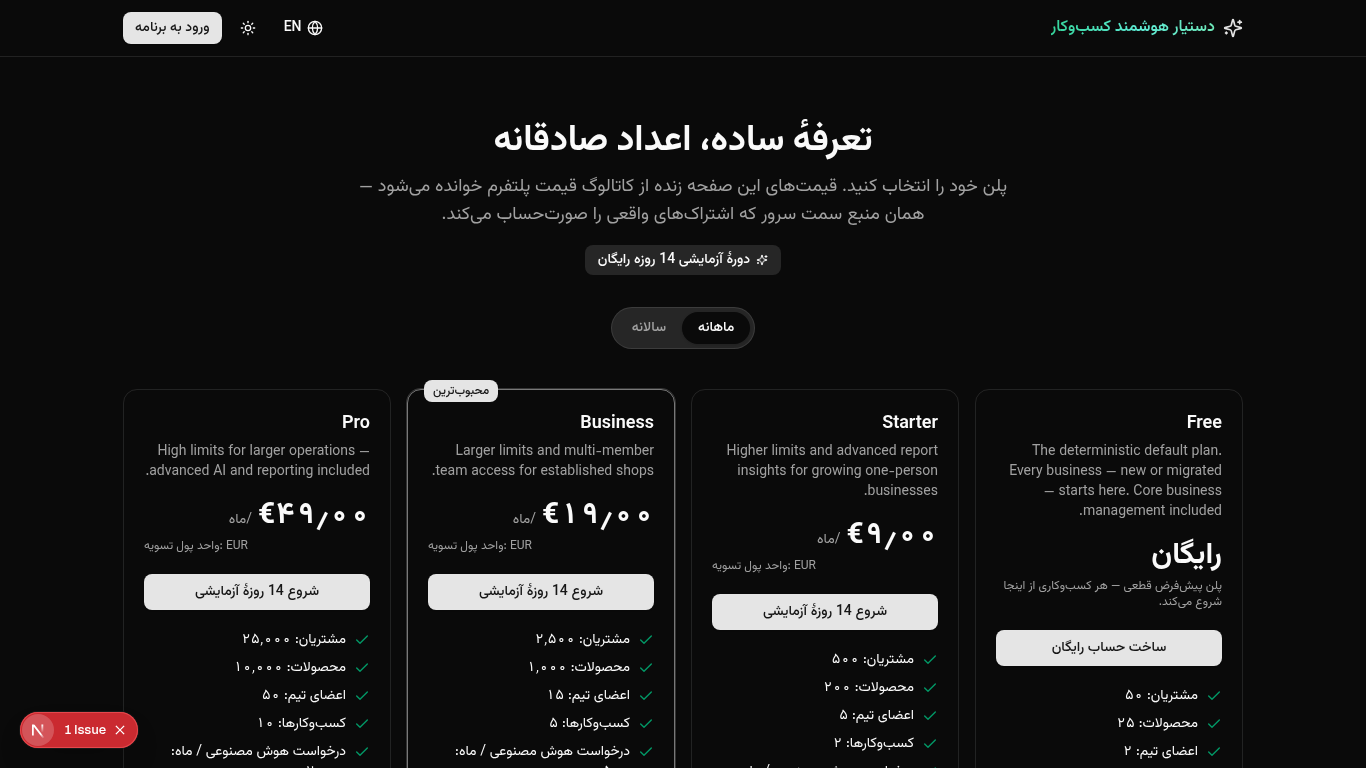 دستیار هوشمند کسب‌وکار
EN
ورود به برنامه
تعرفهٔ ساده، اعداد صادقانه
پلن خود را انتخاب کنید. قیمت‌های این صفحه زنده از کاتالوگ قیمت پلتفرم خوانده می‌شود —
همان منبع سمت سرور که اشتراک‌های واقعی را صورت‌حساب می‌کند.
دورهٔ آزمایشی 14 روزه رایگان
ماهانه
سالانه
Free
The deterministic default plan.
Every business — new or migrated
— starts here. Core business
management included.
رایگان
پلن پیش‌فرض قطعی — هر کسب‌وکاری از اینجا
شروع می‌کند.
ساخت حساب رایگان
مشتریان: ۵۰
محصولات: ۲۵
اعضای تیم: ۲
Starter
Higher limits and advanced report
insights for growing one-person
businesses.
€۹٫۰۰ /ماه
واحد پول تسویه: EUR
شروع 14 روزهٔ آزمایشی
مشتریان: ۵۰۰
محصولات: ۲۰۰
اعضای تیم: ۵
کسب‌وکارها: ۲
محبوب‌ترین
Business
Larger limits and multi-member
team access for established shops.
€۱۹٫۰۰ /ماه
واحد پول تسویه: EUR
شروع 14 روزهٔ آزمایشی
مشتریان: ۲,۵۰۰
محصولات: ۱,۰۰۰
اعضای تیم: ۱۵
کسب‌وکارها: ۵
درخواست هوش مصنوعی / ماه:
Pro
High limits for larger operations —
advanced AI and reporting included.
€۴۹٫۰۰ /ماه
واحد پول تسویه: EUR
شروع 14 روزهٔ آزمایشی
مشتریان: ۲۵,۰۰۰
محصولات: ۱۰,۰۰۰
اعضای تیم: ۵۰
کسب‌وکارها: ۱۰
درخواست هوش مصنوعی / ماه:
N
1 Issue